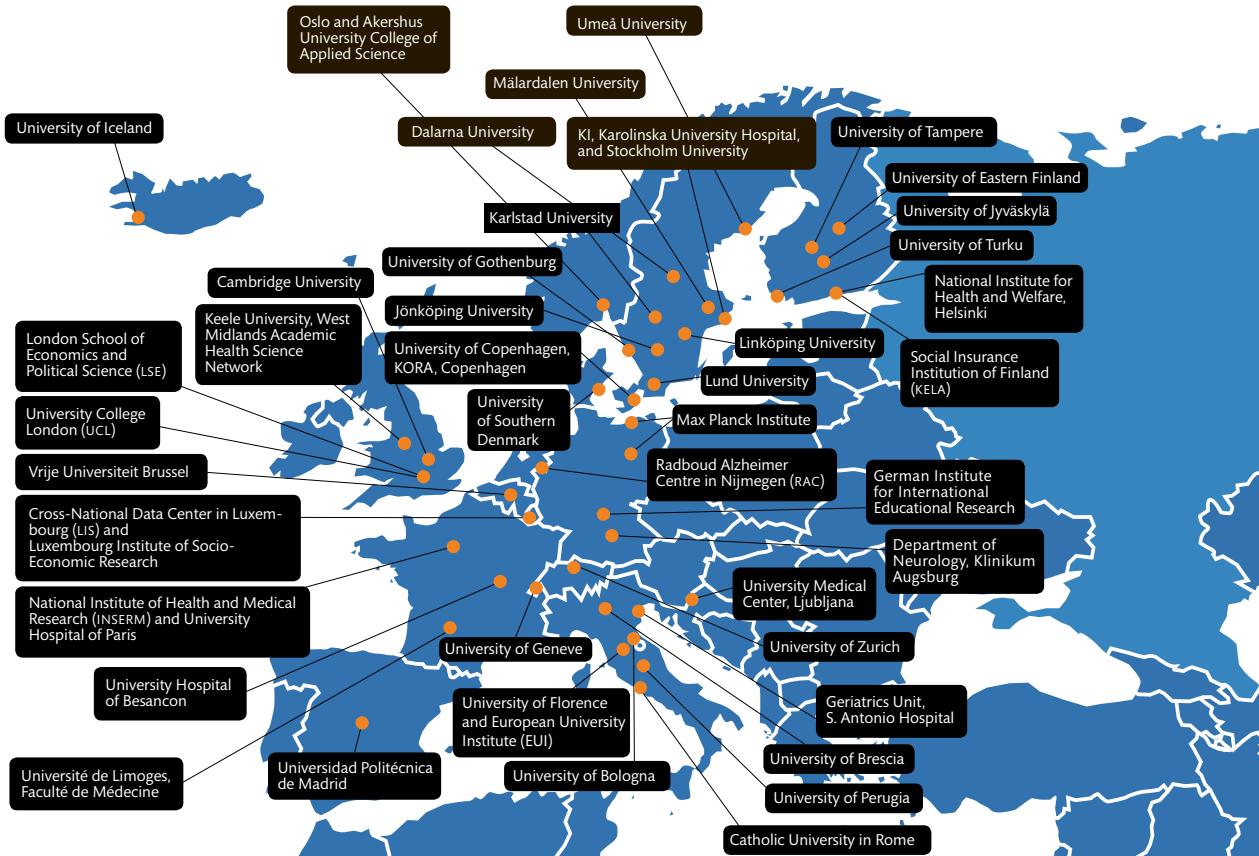 Oslo and Akershus
University College of
Applied Science
Umeå University
Mälardalen University
Dalarna University
KI, Karolinska University Hospital,
and Stockholm University
University of Iceland
University of Tampere
University of Eastern Finland
University of Jyväskylä
University of Turku
National Institute for
Health and Welfare,
Helsinki
Social Insurance
Institution of Finland
(KELA)
Karlstad University
University of Gothenburg
Cambridge University
Jönköping University
Keele University, West
Midlands Academic
Health Science
Network
London School of
Economics and
Political Science (LSE)
University of Copenhagen,
KORA, Copenhagen
Linköping University
Lund University
University
of Southern
Denmark
Max Planck Institute
University College
London (UCL)
Vrije Universiteit Brussel
Radboud Alzheimer
Centre in Nijmegen (RAC)
German Institute
for International
Educational Research
Cross-National Data Center in Luxem-
bourg (LIS) and
Luxembourg Institute of Socio-
Economic Research
Department of
Neurology, Klinikum
Augsburg
National Institute of Health and Medical
Research (INSERM) and University
Hospital of Paris
University Medical
Center, Ljubljana
University of Geneve
University of Zurich
University Hospital
of Besancon
University of Florence
and European University
Institute (EUI)
Geriatrics Unit,
S. Antonio Hospital
Université de Limoges,
Faculté de Médecine
Universidad Politécnica
de Madrid
University of Bologna
University of Brescia
University of Perugia
Catholic University in Rome